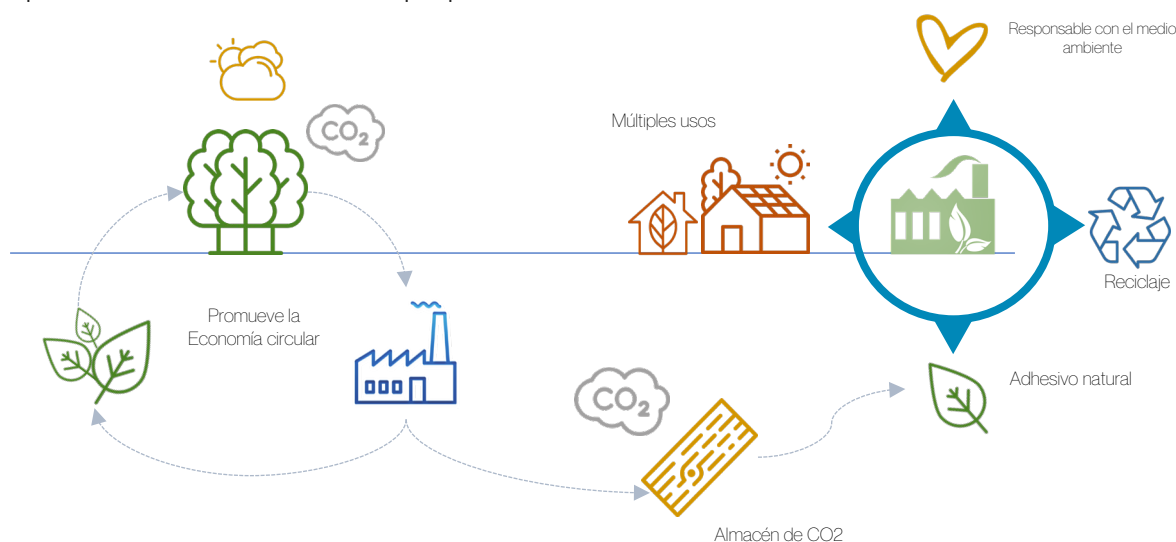 Responsable con el medio
ambiente
CO2
Múltiples usos
Reciclaje
Promueve la
Economía circular
Adhesivo natural
CO2
Almacén de CO2